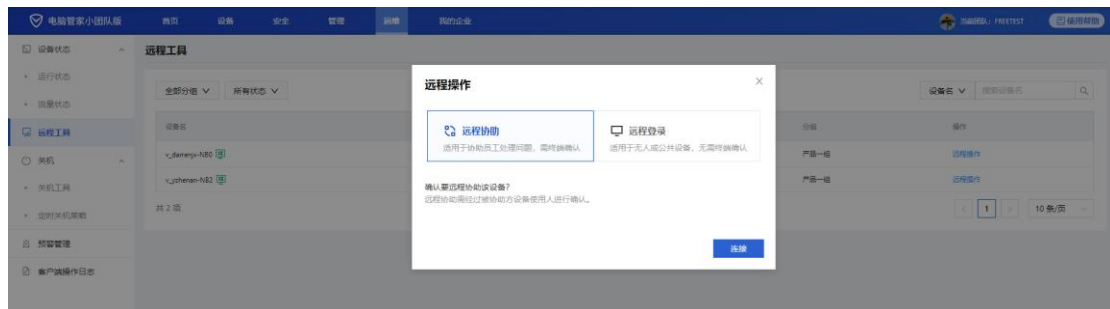 电脑管家小团队版 首页 设备 安全 管理 运维 我的企业 当前团队：FREETEST 使用帮助
设备状态
运行状态
流量状态
远程工具
关机
关机工具
定时关机策略
预警管理
客户端操作日志
远程工具
全部分组 所有状态 设备名 搜索设备名
设备名 分组 操作
v_darrenjx-NB0 产品一组 远程操作
v_yshenan-NB2 产品一组 远程操作
共 2 项 1 10 条/页
远程操作
远程协助
适用于协助员工处理问题，需终端确认
远程登录
适用于无人或公共设备，无需终端确认
确认要远程协助该设备？
远程协助需经过被协助方设备使用人进行确认。
连接